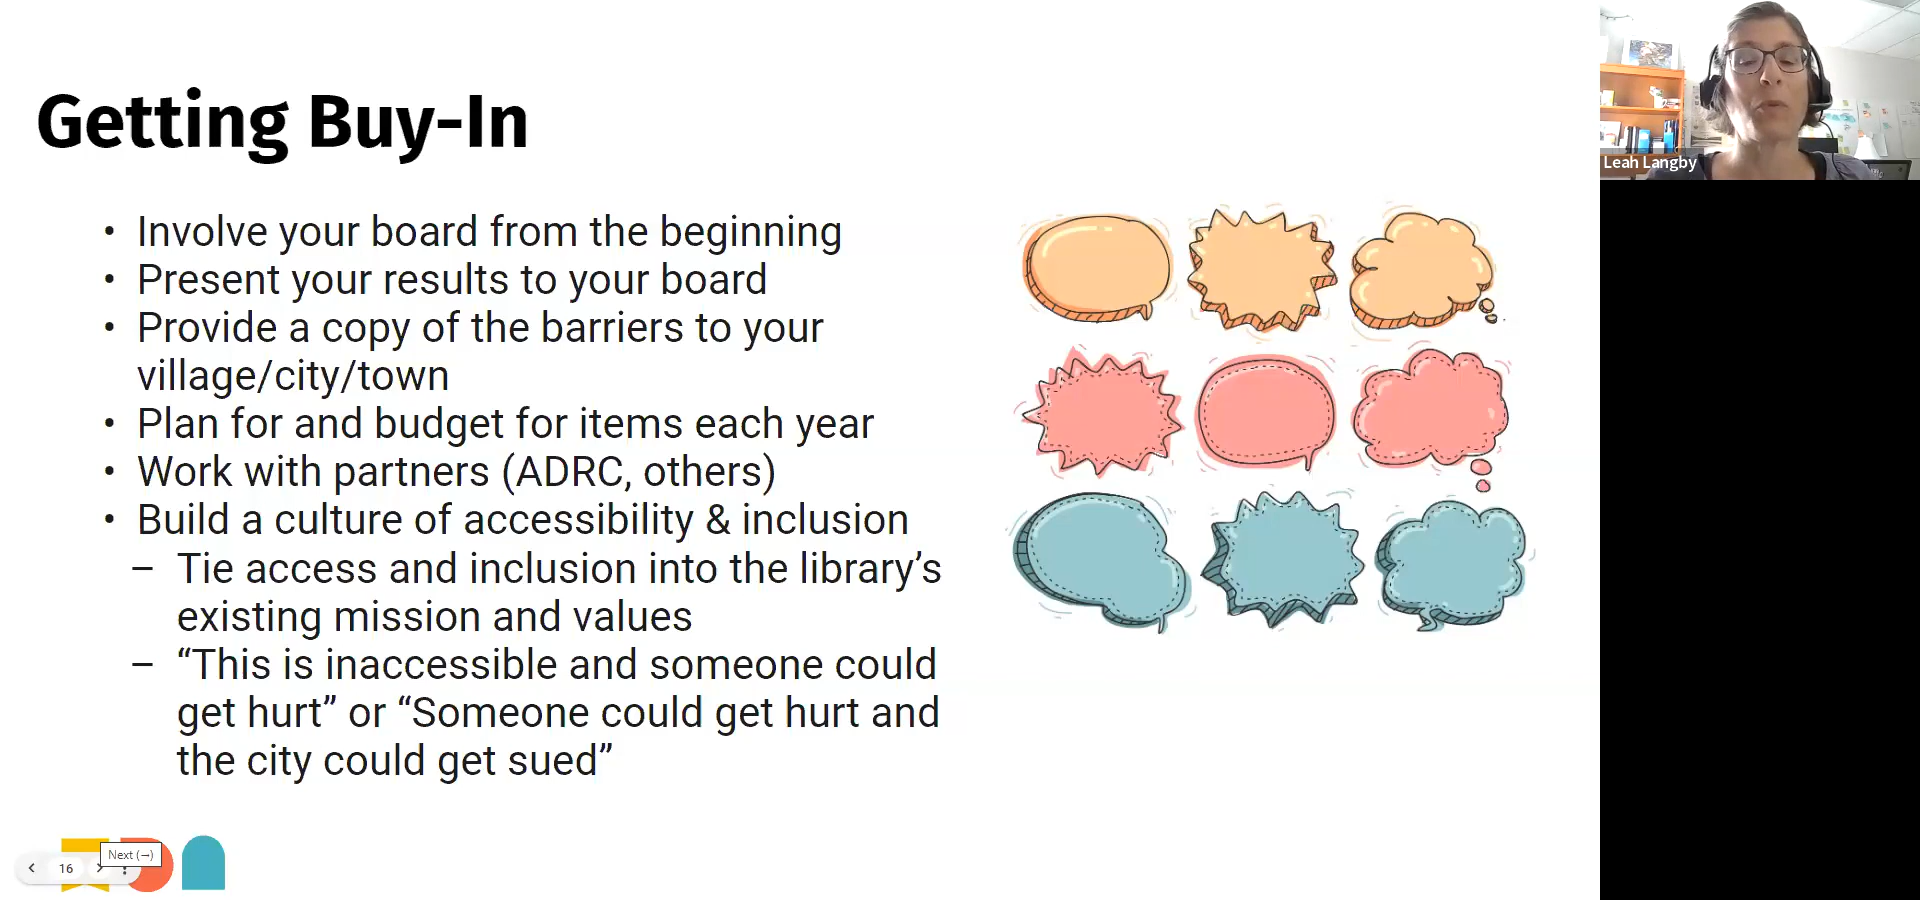 Getting Buy-In
• Involve your board from the beginning
• Present your results to your board
• Provide a copy of the barriers to your
village/city/town
• Plan for and budget for items each year
• Work with partners (ADRC, others)
• Build a culture of accessibility & inclusion
– Tie access and inclusion into the library’s
existing mission and values
– “This is inaccessible and someone could
get hurt” or “Someone could get hurt and
the city could get sued”
Leah Langby
Next (→)
16